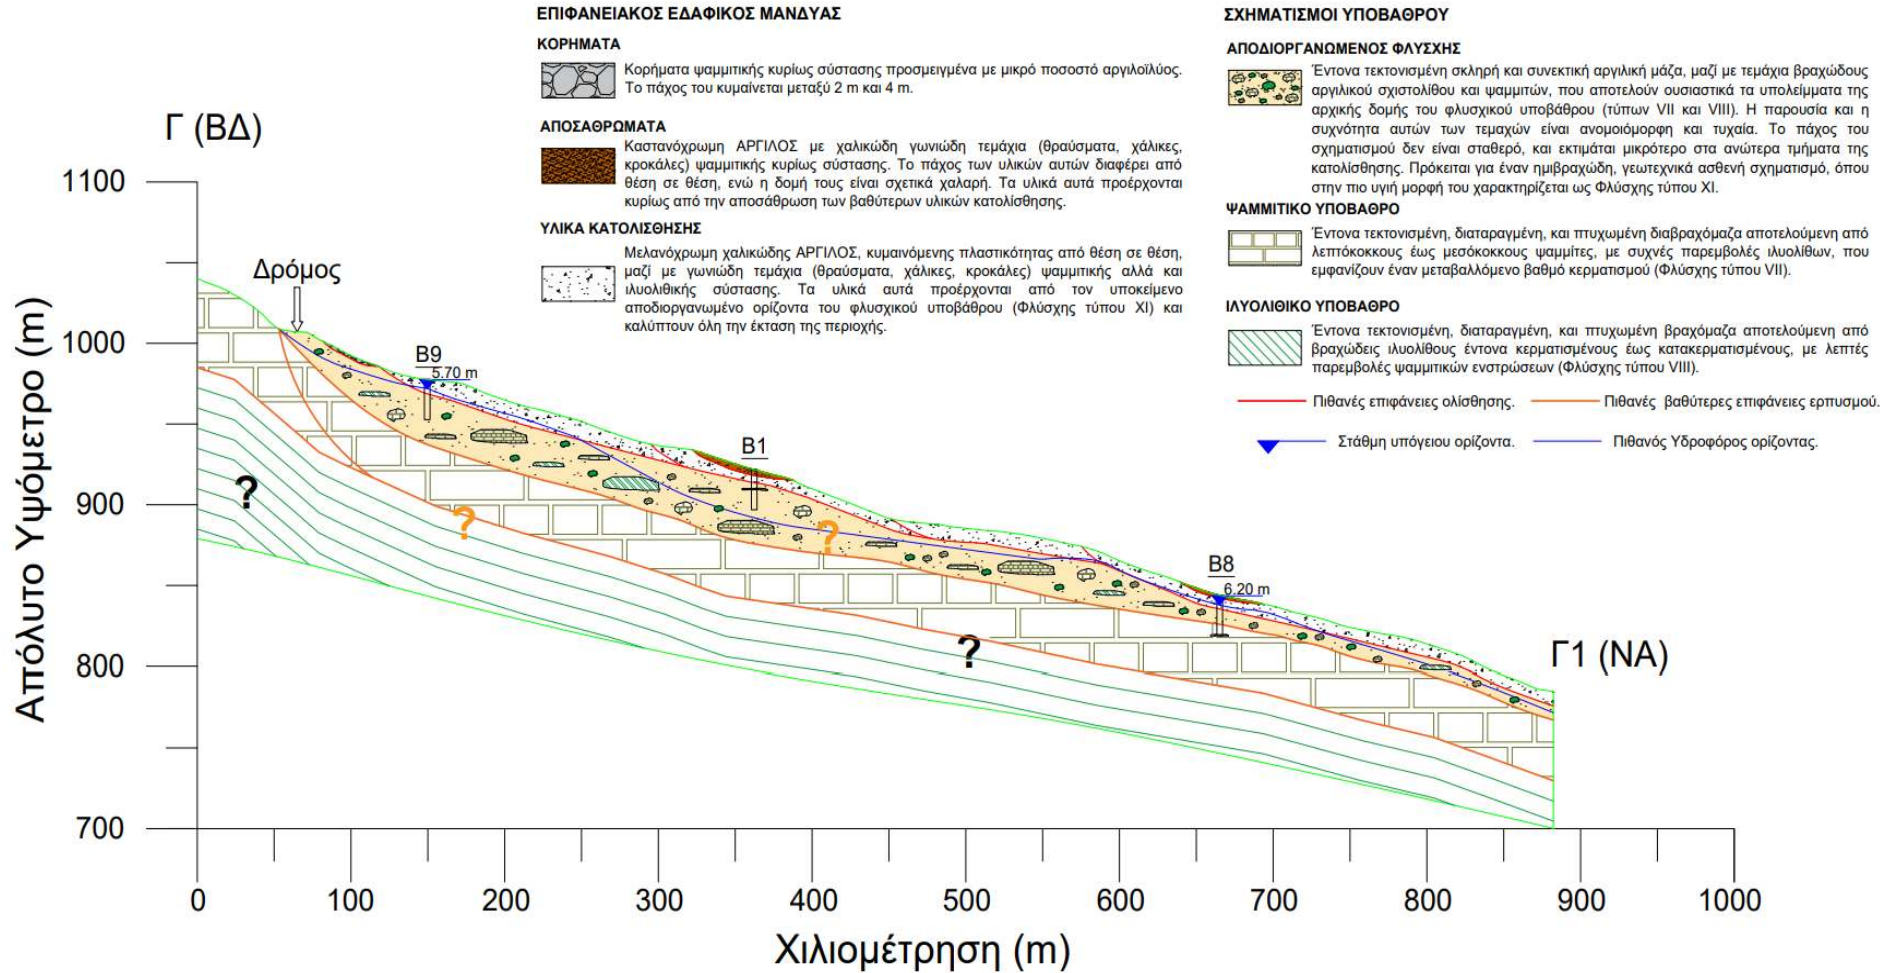 ΕΠΙΦΑΝΕΙΑΚΟΣ ΕΔΑΦΙΚΟΣ ΜΑΝΔΥΑΣ
ΚΟΡΗΜΑΤΑ
Κορήματα ψαμμιτικής κυρίως σύστασης προσμειγμένα με μικρό ποσοστό αργιλοϊλύος.
Το πάχος του κυμαίνεται μεταξύ 2 m και 4 m.
ΑΠΟΣΑΘΡΩΜΑΤΑ
Καστανόχρωμη ΑΡΓΙΛΟΣ με χαλικώδη γωνιώδη τεμάχια (θραύσματα, χάλικες,
κροκάλες) ψαμμιτικής κυρίως σύστασης. Το πάχος των υλικών αυτών διαφέρει από
θέση σε θέση, ενώ η δομή τους είναι σχετικά χαλαρή. Τα υλικά αυτά προέρχονται
κυρίως από την αποσάθρωση των βαθύτερων υλικών κατολίσθησης.
ΥΛΙΚΑ ΚΑΤΟΛΙΣΘΗΣΗΣ
Μελανόχρωμη χαλικώδης ΑΡΓΙΛΟΣ, κυμαινόμενης πλαστικότητας από θέση σε θέση,
μαζί με γωνιώδη τεμάχια (θραύσματα, χάλικες, κροκάλες) ψαμμιτικής αλλά και
ιλυολιθικής σύστασης. Τα υλικά αυτά προέρχονται από τον υποκείμενο
αποδιοργανωμένο ορίζοντα του φλυσχικού υποβάθρου (Φλύσχης τύπου XI) και
καλύπτουν όλη την έκταση της περιοχής.
ΣΧΗΜΑΤΙΣΜΟΙ ΥΠΟΒΑΘΡΟΥ
ΑΠΟΔΙΟΡΓΑΝΩΜΕΝΟΣ ΦΛΥΣΧΗΣ
Έντονα τεκτονισμένη σκληρή και συνεκτική αργιλική μάζα, μαζί με τεμάχια βραχώδους
αργιλικού σχιστολίθου και ψαμμιτών, που αποτελούν ουσιαστικά τα υπολείμματα της
αρχικής δομής του φλυσχικού υποβάθρου (τύπων VII και VIII). Η παρουσία και η
συχνότητα αυτών των τεμαχών είναι ανομοιόμορφη και τυχαία. Το πάχος του
σχηματισμού δεν είναι σταθερό, και εκτιμάται μικρότερο στα ανώτερα τμήματα της
κατολίσθησης. Πρόκειται για έναν ημιβραχώδη, γεωτεχνικά ασθενή σχηματισμό, όπου
στην πιο υγιή μορφή του χαρακτηρίζεται ως Φλύσχης τύπου XI.
ΨΑΜΜΙΤΙΚΟ ΥΠΟΒΑΘΡΟ
Έντονα τεκτονισμένη, διαταραγμένη, και πτυχωμένη διαβραχόμαζα αποτελούμενη από
λεπτόκοκκους έως μεσόκοκκους ψαμμίτες, με συχνές παρεμβολές ιλυολίθων, που
εμφανίζουν έναν μεταβαλλόμενο βαθμό κερματισμού (Φλύσχης τύπου VII).
ΙΛΥΟΛΙΘΙΚΟ ΥΠΟΒΑΘΡΟ
Έντονα τεκτονισμένη, διαταραγμένη, και πτυχωμένη βραχόμαζα αποτελούμενη από
βραχώδεις ιλυολίθους έντονα κερματισμένους έως κατακερματισμένους, με λεπτές
παρεμβολές ψαμμιτικών ενστρώσεων (Φλύσχης τύπου VIII).
Πιθανές επιφάνειες ολίσθησης.
Πιθανές βαθύτερες επιφάνειες ερπυσμού.
Στάθμη υπόγειου ορίζοντα.
Πιθανός Υδροφόρος ορίζοντας.
Γ (ΒΔ)
Δρόμος
B9
5.70 m
B1
B8
6.20 m
Γ1 (ΝΑ)
?
?
?
?
Απόλυτο Υψόμετρο (m)
1100
1000
900
800
700
0 100 200 300 400 500 600 700 800 900 1000
Χιλιομέτρηση (m)